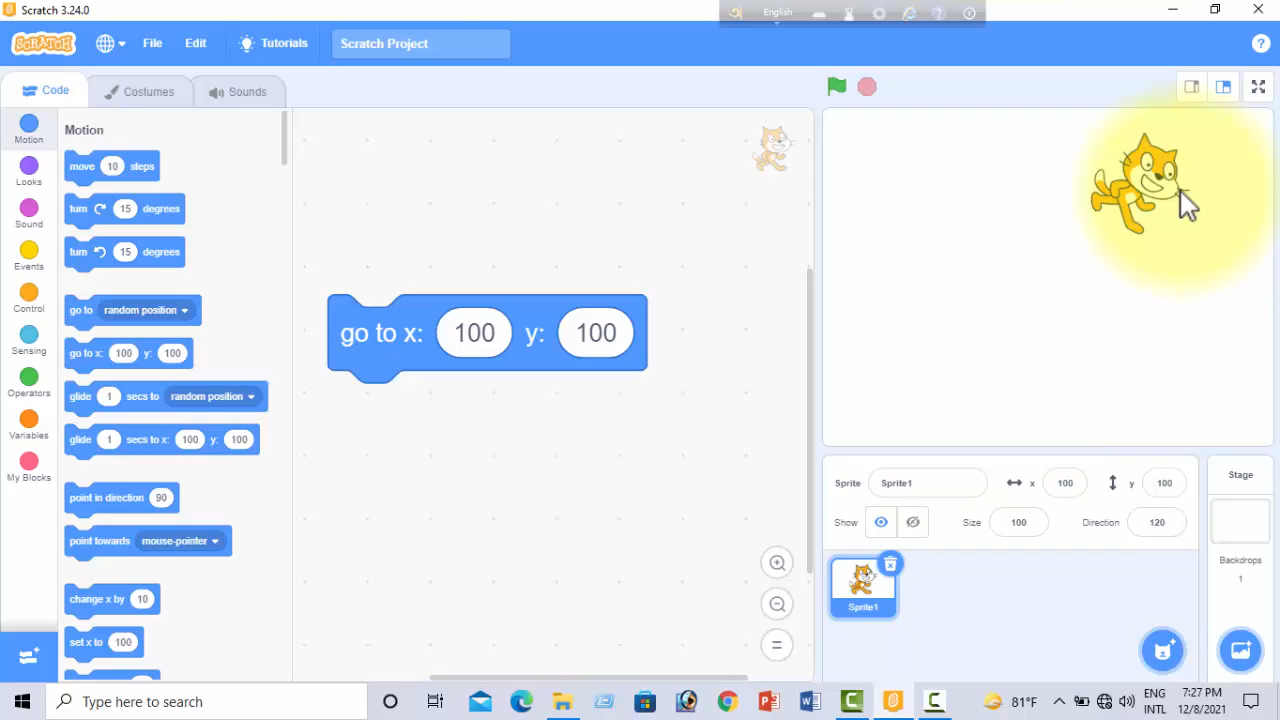 Scratch 3.24.0
English
SCRATCH
File
Edit
Tutorials
Scratch Project
?
Code
Costumes
Sounds
Motion
Looks
Sound
Events
Control
Sensing
Operators
Variables
My Blocks
Motion
move 10 steps
turn 15 degrees
turn 15 degrees
go to random position
go to x: 100 y: 100
glide 1 secs to random position
glide 1 secs to x: 100 y: 100
point in direction 90
point towards mouse-pointer
change x by 10
set x to 100
go to x: 100 y: 100
Sprite Sprite1 x 100 y 100
Show Size 100 Direction 120
Sprite1
Stage
Backdrops
1
Type here to search
81°F
ENG
INTL
7:27 PM
12/8/2021